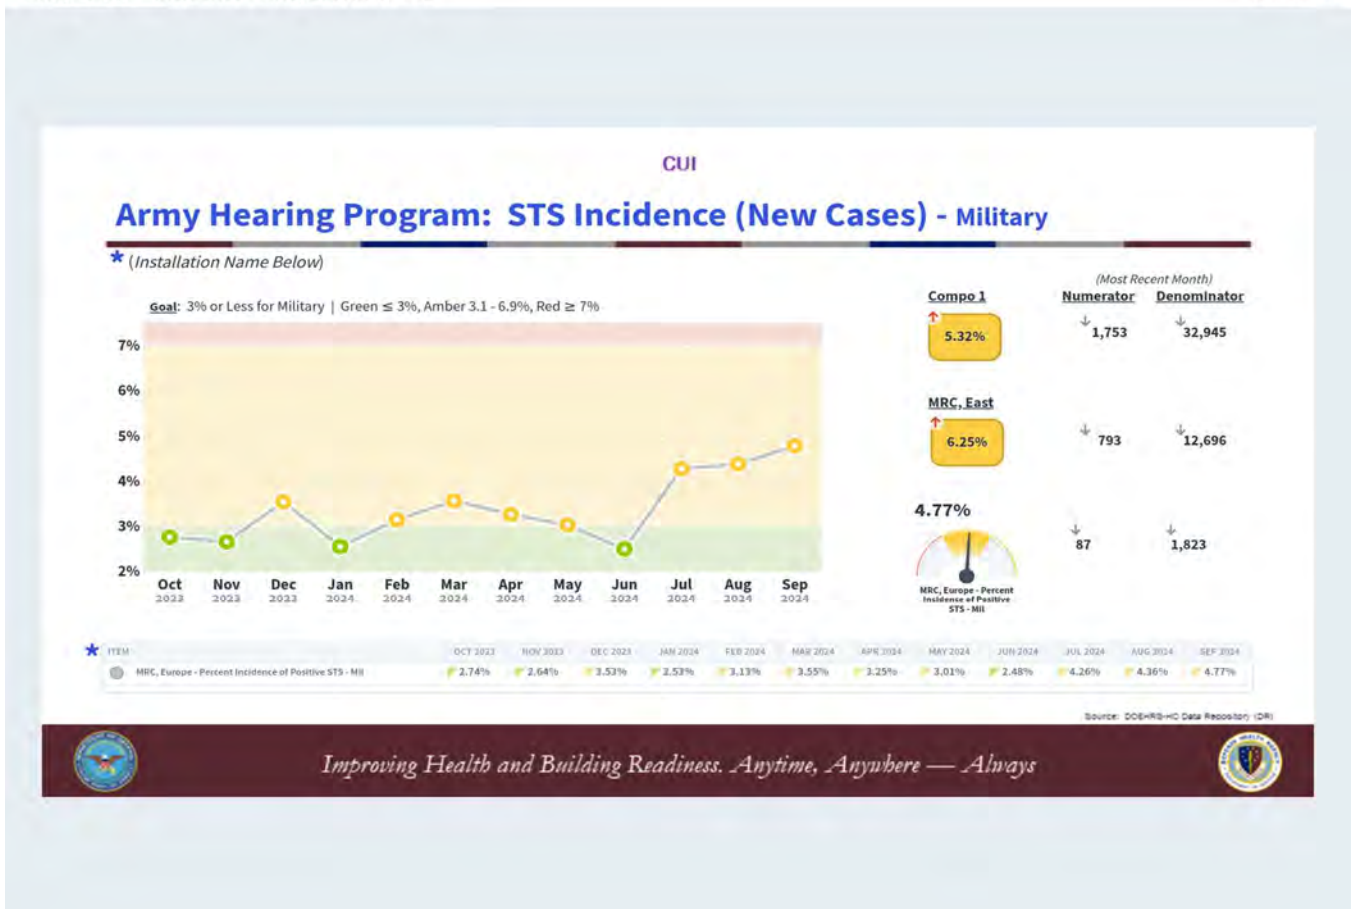 CUI
Army Hearing Program: STS Incidence (New Cases) - Military
* (Installation Name Below)
Goal: 3% or Less for Military | Green ≤ 3%, Amber 3.1 - 6.9%, Red ≥ 7%
7%
6%
5%
4%
3%
2%
Oct Nov Dec Jan Feb Mar Apr May Jun Jul Aug Sep
2023 2023 2023 2024 2024 2024 2024 2024 2024 2024 2024 2024
(Most Recent Month)
Compo 1 Numerator Denominator
↑ ↓ ↓
5.32% 1,753 32,945
MRC, East
↑ ↓ ↓
6.25% 793 12,696
4.77%
↓ ↓
87 1,823
MRC, Europe - Percent
Incidence of Positive
STS - Mil
* ITEM OCT 2023 NOV 2023 DEC 2023 JAN 2024 FEB 2024 MAR 2024 APR 2024 MAY 2024 JUN 2024 JUL 2024 AUG 2024 SEP 2024
MRC, Europe - Percent Incidence of Positive STS - Mil 2.74% 2.64% 3.53% 2.53% 3.13% 3.55% 3.25% 3.01% 2.48% 4.26% 4.36% 4.77%
Source: DOEHRS-HC Data Repository (DR)
Improving Health and Building Readiness. Anytime, Anywhere — Always